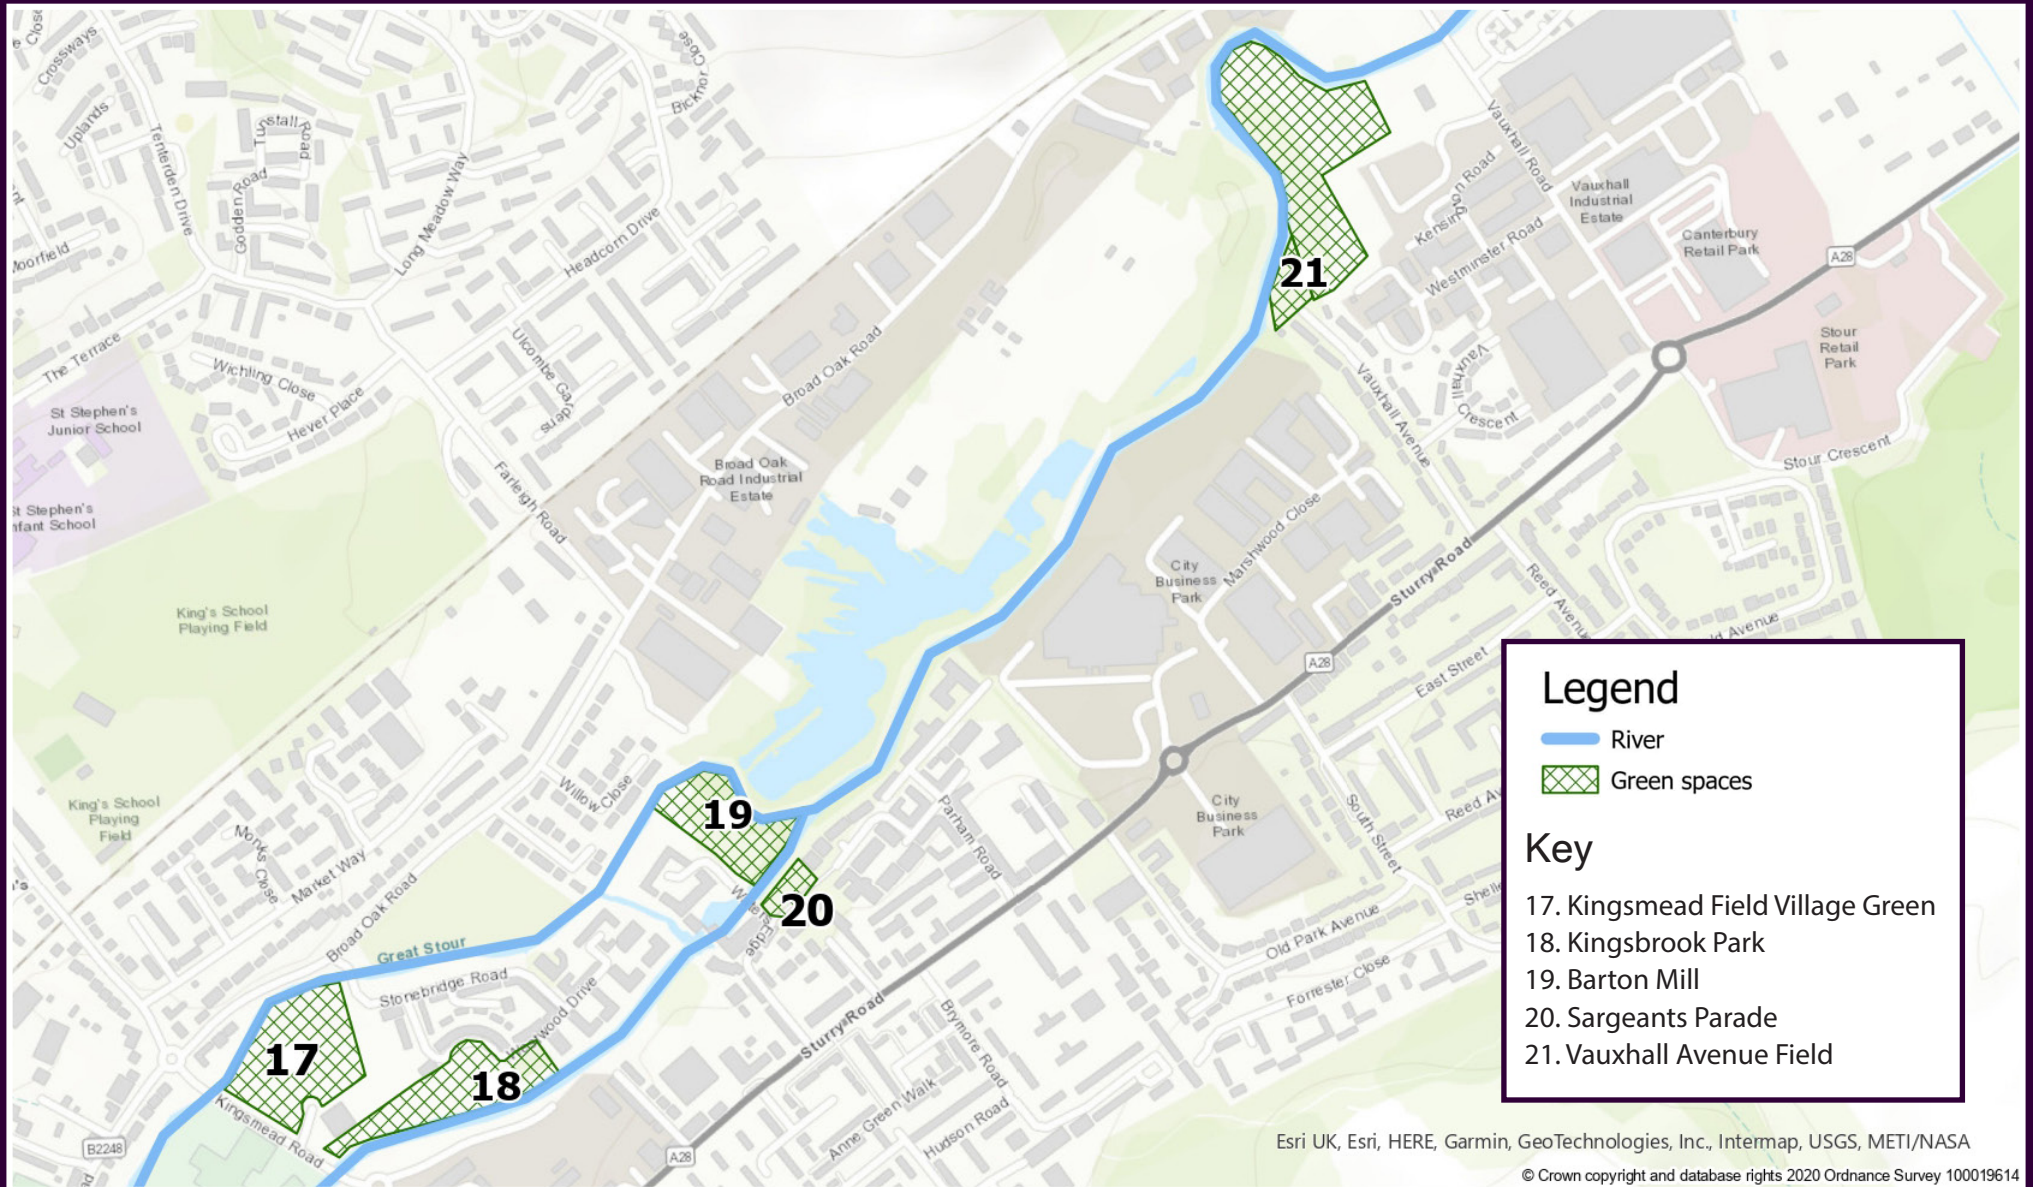 Crossways
Uplands
Tunstall
Road
Tenterden Drive
Godden Road
Long Meadow Way
Bicknor Close
Headcorn Drive
Moorfield
The Terrace
Wichling Close
Hever Place
Ulcombe Gardens
St Stephen's
Junior School
St Stephen's
nfant School
Farleigh Road
Broad Oak Road
Broad Oak
Road Industrial
Estate
King's School
Playing Field
King's School
Playing
Field
Monks Close
Market Way
Broad Oak Road
Willow Close
Great Stour
Stonebridge Road
Kingsmead Road
B2248
17
18
19
20
21
Parham Road
Sturry Road
Brymore Road
Anne Green Walk
Hudson Road
A28
Old Park Avenue
Forrester Close
South Street
Reed Av
East Street
City
Business
Park
City
Business
Park
Marshwood Close
A28
Sturry Road
Reed Avenue
Vauxhall Avenue
Vauxhall
Crescent
Westminster Road
Vauxhall Road
Vauxhall
Industrial
Estate
Canterbury
Retail Park
A28
Stour
Retail
Park
Stour Crescent
Legend
River
Green spaces
Key
17. Kingsmead Field Village Green
18. Kingsbrook Park
19. Barton Mill
20. Sargeants Parade
21. Vauxhall Avenue Field
Esri UK, Esri, HERE, Garmin, GeoTechnologies, Inc., Intermap, USGS, METI/NASA
© Crown copyright and database rights 2020 Ordnance Survey 100019614